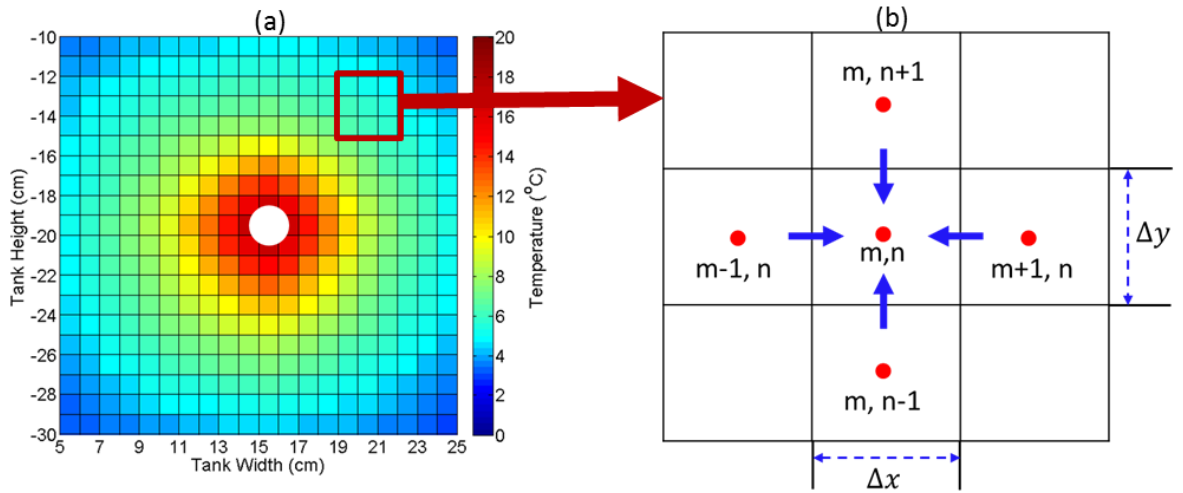 (a)
-10
-12
-14
-16
-18
-20
-22
-24
-26
-28
-30
Tank Height (cm)
5 7 9 11 13 15 17 19 21 23 25
Tank Width (cm)
20
18
16
14
12
10
8
6
4
2
0
Temperature (°C)
(b)
m, n+1
m-1, n
m,n
m+1, n
m, n-1
Δy
Δx